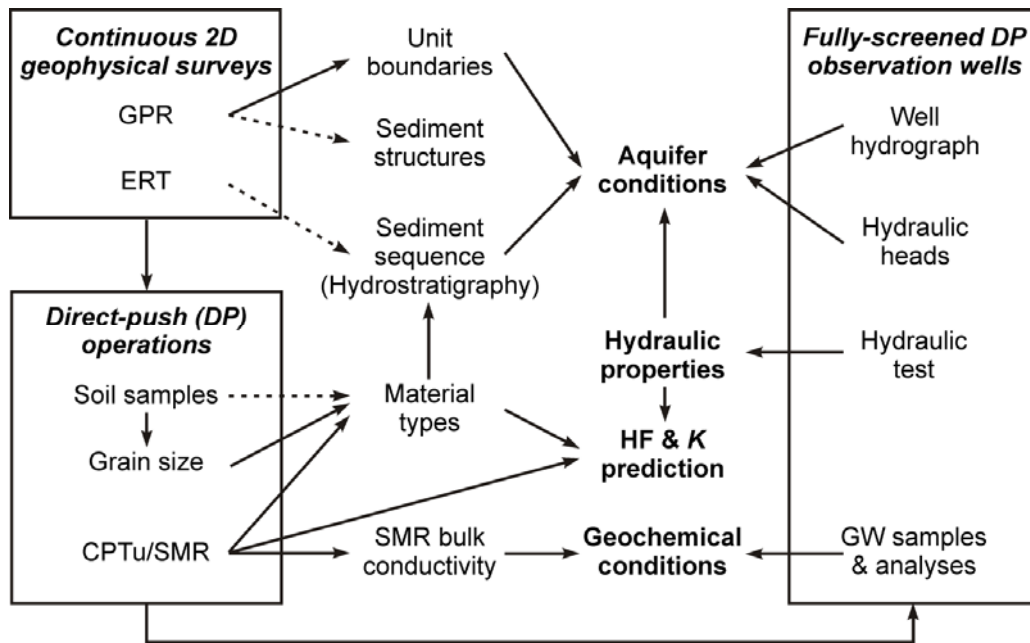 Continuous 2D
geophysical surveys
GPR
ERT
Direct-push (DP)
operations
Soil samples
Grain size
CPTu/SMR
Unit
boundaries
Sediment
structures
Sediment
sequence
(Hydrostratigraphy)
Material
types
SMR bulk
conductivity
Aquifer
conditions
Hydraulic
properties
HF & K
prediction
Geochemical
conditions
Fully-screened DP
observation wells
Well
hydrograph
Hydraulic
heads
Hydraulic
test
GW samples
& analyses